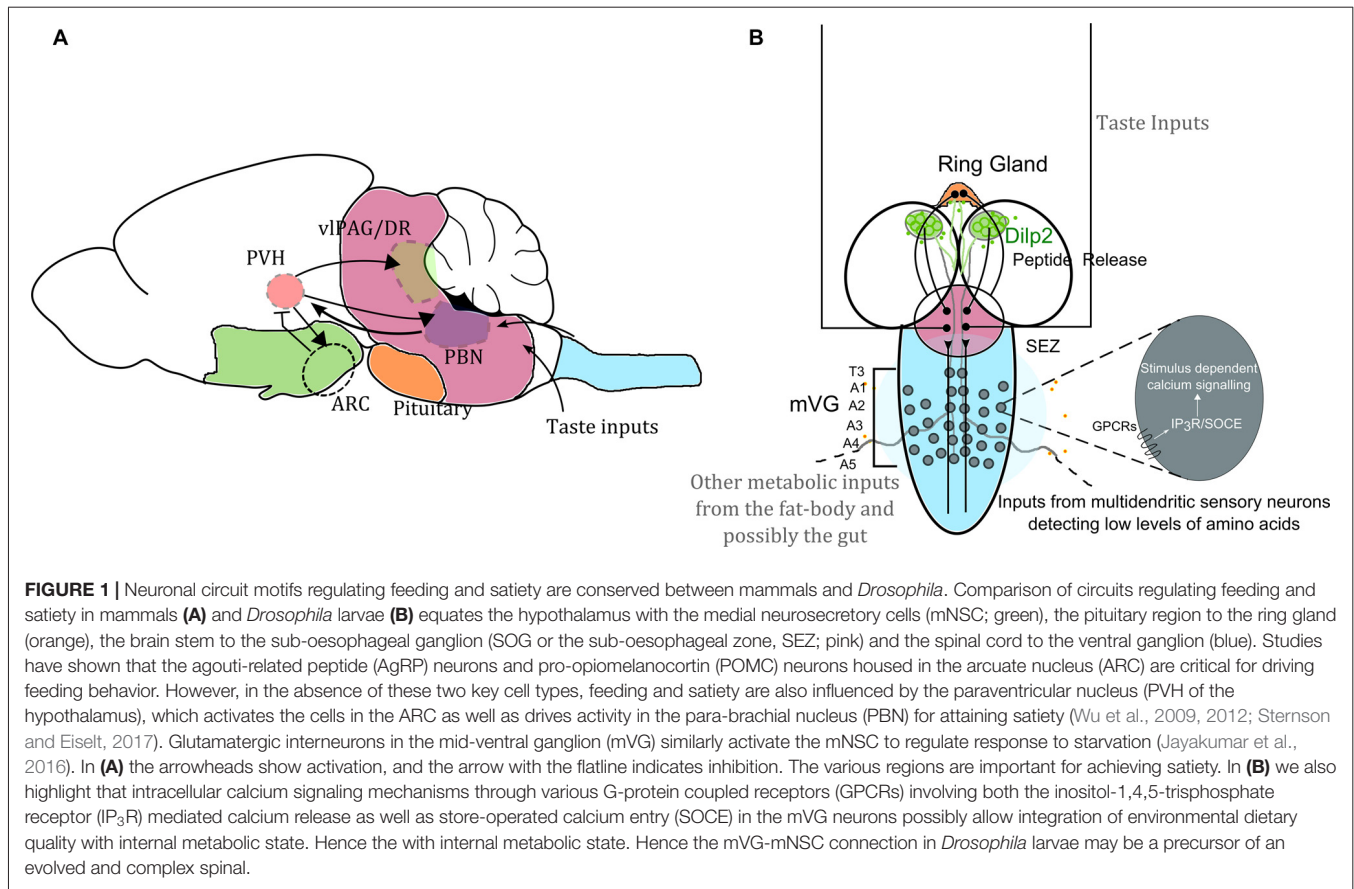 A
vlPAG/DR
PVH
PBN
ARC
Pituitary
Taste inputs
B
Taste Inputs
Ring Gland
Dilp2
Peptide Release
SEZ
mVG
T3
A1
A2
A3
A4
A5
Stimulus dependent
calcium signalling
GPCRs
IP3R/SOCE
Other metabolic inputs
from the fat-body and
possibly the gut
Inputs from multidendritic sensory neurons
detecting low levels of amino acids
FIGURE 1 | Neuronal circuit motifs regulating feeding and satiety are conserved between mammals and Drosophila. Comparison of circuits regulating feeding and
satiety in mammals (A) and Drosophila larvae (B) equates the hypothalamus with the medial neurosecretory cells (mNSC; green), the pituitary region to the ring gland
(orange), the brain stem to the sub-oesophageal ganglion (SOG or the sub-oesophageal zone, SEZ; pink) and the spinal cord to the ventral ganglion (blue). Studies
have shown that the agouti-related peptide (AgRP) neurons and pro-opiomelanocortin (POMC) neurons housed in the arcuate nucleus (ARC) are critical for driving
feeding behavior. However, in the absence of these two key cell types, feeding and satiety are also influenced by the paraventricular nucleus (PVH of the
hypothalamus), which activates the cells in the ARC as well as drives activity in the para-brachial nucleus (PBN) for attaining satiety (Wu et al., 2009, 2012; Sternson
and Eiselt, 2017). Glutamatergic interneurons in the mid-ventral ganglion (mVG) similarly activate the mNSC to regulate response to starvation (Jayakumar et al.,
2016). In (A) the arrowheads show activation, and the arrow with the flatline indicates inhibition. The various regions are important for achieving satiety. In (B) we also
highlight that intracellular calcium signaling mechanisms through various G-protein coupled receptors (GPCRs) involving both the inositol-1,4,5-trisphosphate
receptor (IP3R) mediated calcium release as well as store-operated calcium entry (SOCE) in the mVG neurons possibly allow integration of environmental dietary
quality with internal metabolic state. Hence the with internal metabolic state. Hence the mVG-mNSC connection in Drosophila larvae may be a precursor of an
evolved and complex spinal.